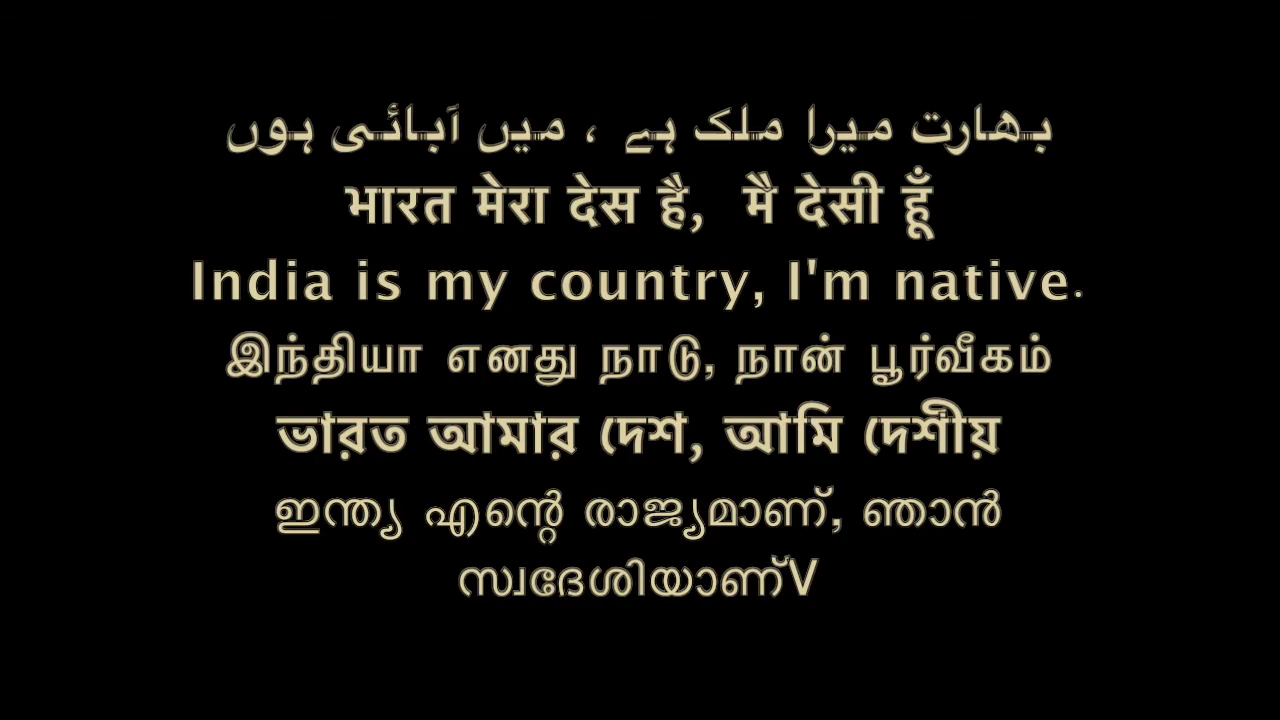 بھارت میرا ملک ہے ، میں آبائی ہوں
भारत मेरा देस है, मै देसी हूँ
India is my country, I'm native.
இந்தியா எனது நாடு, நான் பூர்வீகம்
ভারত আমার দেশ, আমি দেশীয়
ഇന്ത്യ എന്റെ രാജ്യമാണ്, ഞാൻ
സ്വദേശിയാണ്V